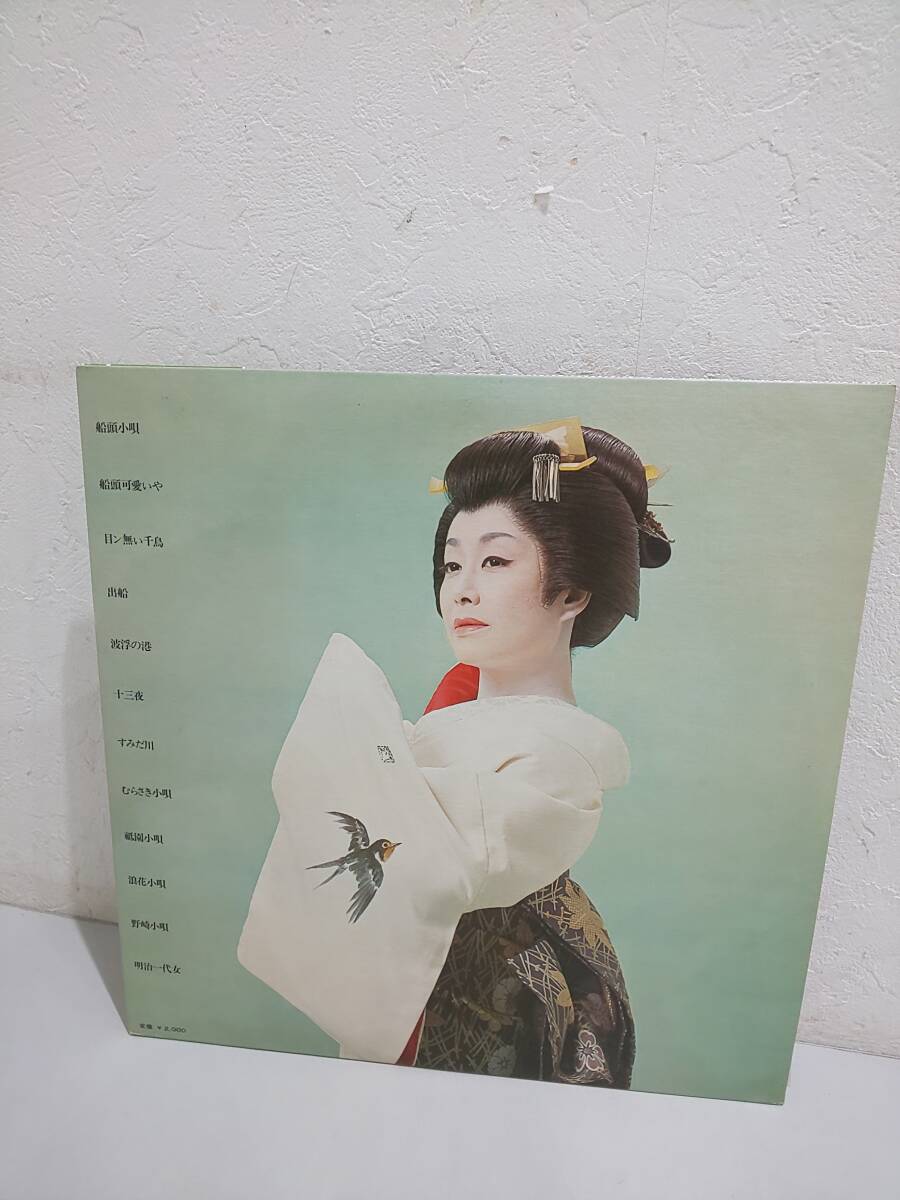 船頭小唄
船頭可愛いや
目ン無い千鳥
出船
波浮の港
十三夜
すみだ川
むらさき小唄
祇園小唄
浪花小唄
野崎小唄
明治一代女
定価 ¥2,000